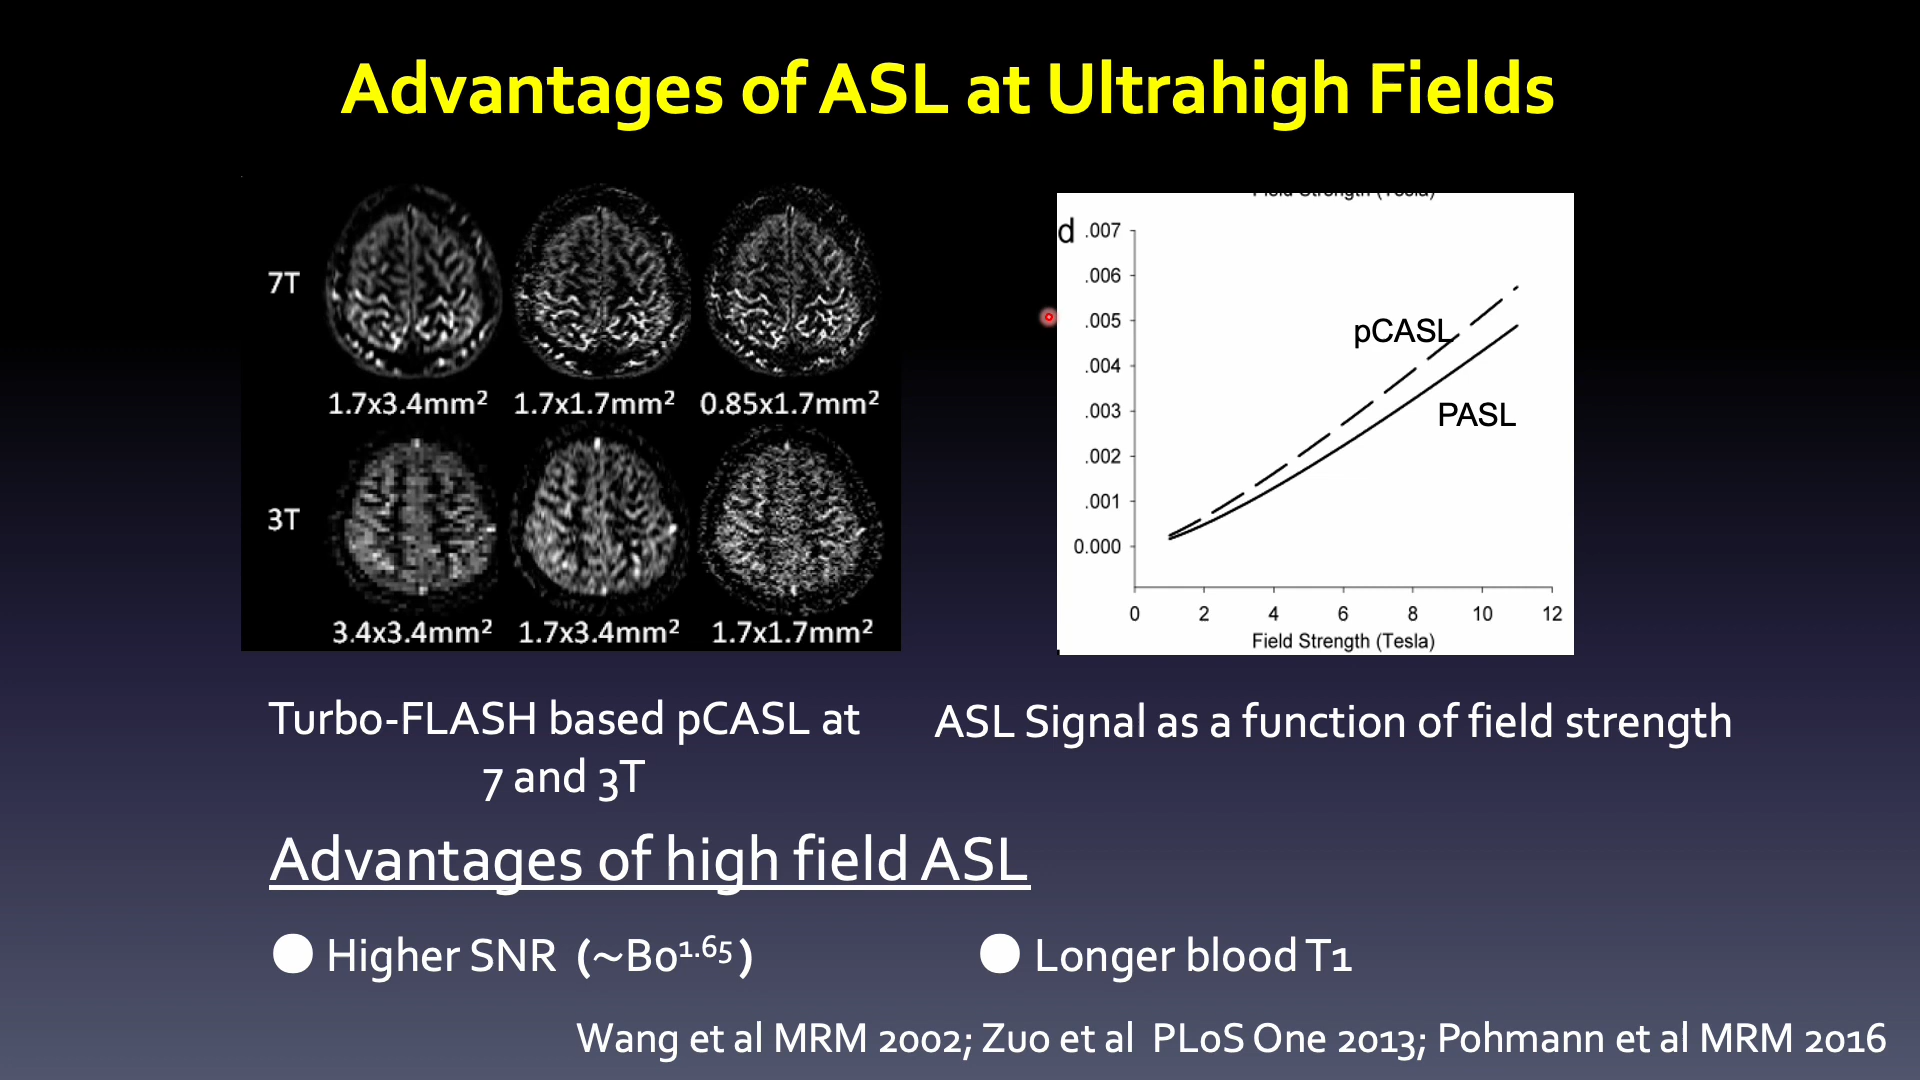 Advantages of ASL at Ultrahigh Fields
7T
1.7x3.4mm² 1.7x1.7mm² 0.85x1.7mm²
3T
3.4x3.4mm² 1.7x3.4mm² 1.7x1.7mm²
Field Strength (Tesla)
d
.007
.006
.005
.004
.003
.002
.001
0.000
pCASL
PASL
0 2 4 6 8 10 12
Field Strength (Tesla)
Turbo-FLASH based pCASL at
7 and 3T
ASL Signal as a function of field strength
Advantages of high field ASL
● Higher SNR (~B0¹·⁶⁵)
● Longer blood T1
Wang et al MRM 2002; Zuo et al PLoS One 2013; Pohmann et al MRM 2016